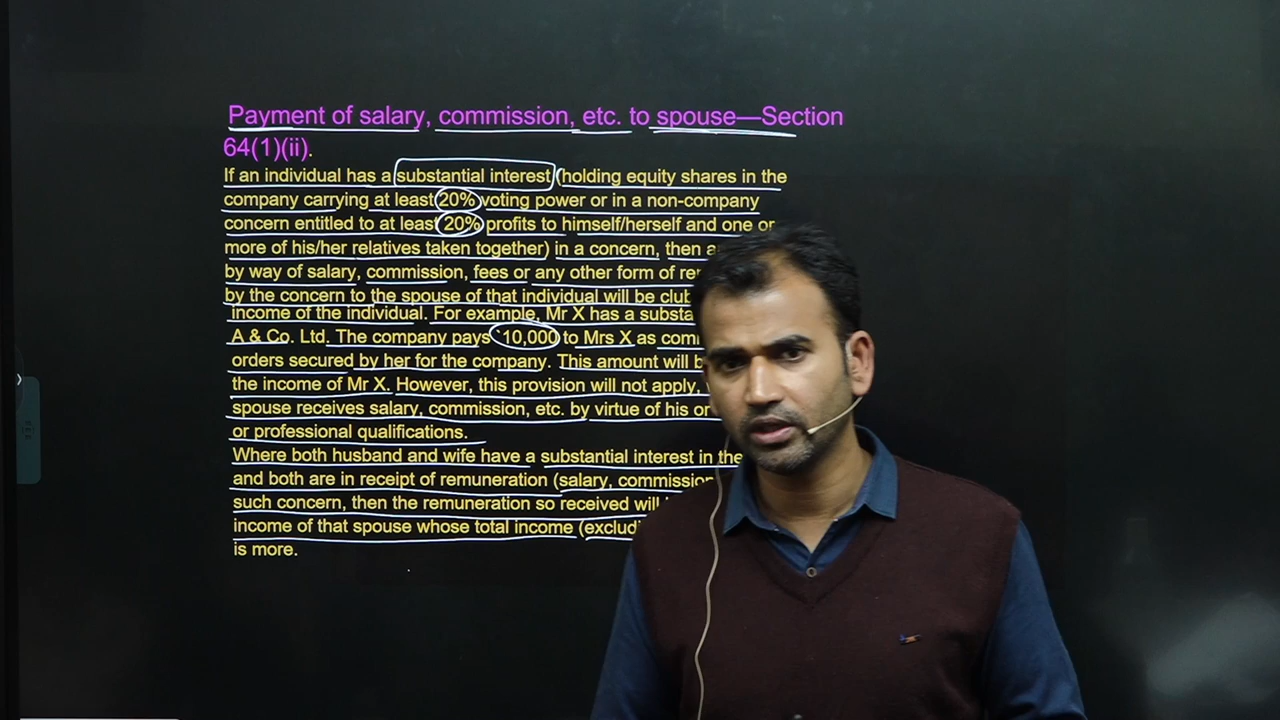 Payment of salary, commission, etc. to spouse—Section
64(1)(ii).
If an individual has a substantial interest (holding equity shares in the
company carrying at least 20% voting power or in a non-company
concern entitled to at least 20% profits to himself/herself and one or
more of his/her relatives taken together) in a concern, then
by way of salary, commission, fees or any other form of
by the concern to the spouse of that individual will be
income of the individual. For example, Mr X has a
A & Co. Ltd. The company pays `10,000 to Mrs X as
orders secured by her for the company. This amount will
the income of Mr X. However, this provision will not apply,
spouse receives salary, commission, etc. by virtue of his
or professional qualifications.
Where both husband and wife have a substantial interest in the
and both are in receipt of remuneration (salary, commission
such concern, then the remuneration so received will
income of that spouse whose total income
is more.